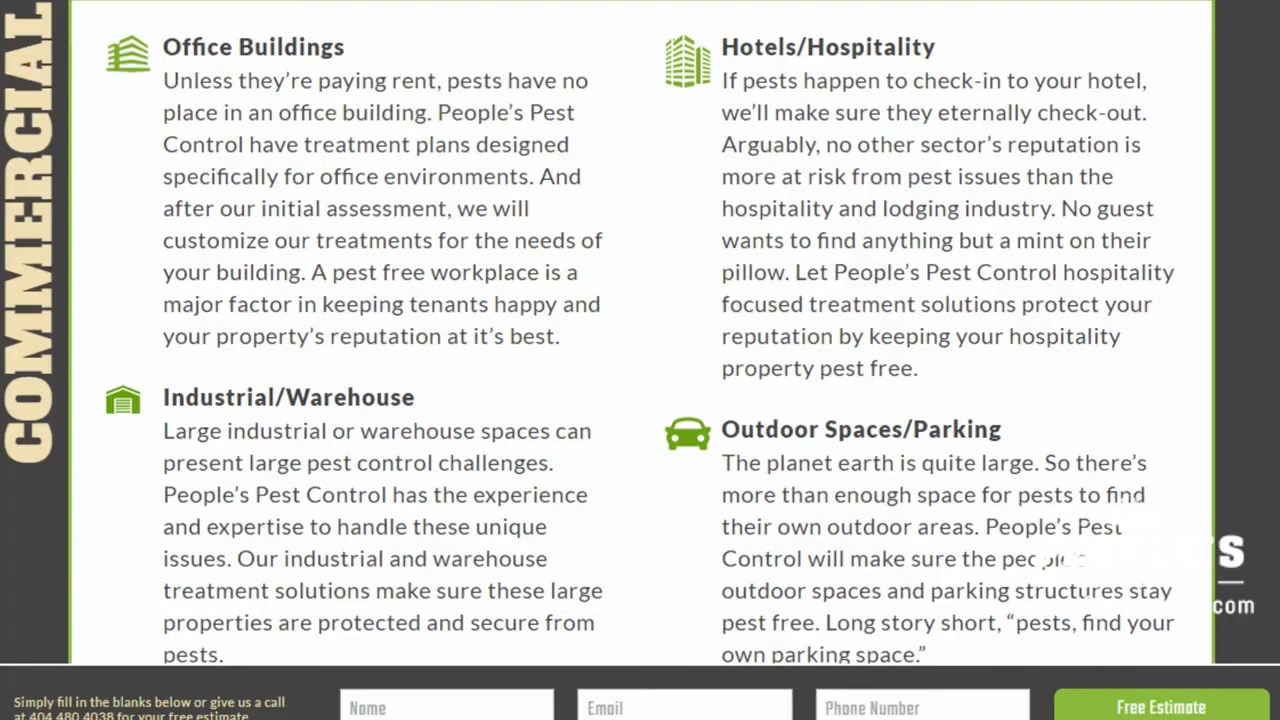 COMMERCIAL
Office Buildings
Unless they’re paying rent, pests have no
place in an office building. People’s Pest
Control have treatment plans designed
specifically for office environments. And
after our initial assessment, we will
customize our treatments for the needs of
your building. A pest free workplace is a
major factor in keeping tenants happy and
your property’s reputation at it’s best.
Industrial/Warehouse
Large industrial or warehouse spaces can
present large pest control challenges.
People’s Pest Control has the experience
and expertise to handle these unique
issues. Our industrial and warehouse
treatment solutions make sure these large
properties are protected and secure from
pests.
Hotels/Hospitality
If pests happen to check-in to your hotel,
we’ll make sure they eternally check-out.
Arguably, no other sector’s reputation is
more at risk from pest issues than the
hospitality and lodging industry. No guest
wants to find anything but a mint on their
pillow. Let People’s Pest Control hospitality
focused treatment solutions protect your
reputation by keeping your hospitality
property pest free.
Outdoor Spaces/Parking
The planet earth is quite large. So there’s
more than enough space for pests to find
their own outdoor areas. People’s Pest
Control will make sure the
outdoor spaces and parking structures stay
pest free. Long story short, “pests, find your
own parking space.”
's
.com
Simply fill in the blanks below or give us a call
at 404.480.4038 for your free estimate
Name
Email
Phone Number
Free Estimate